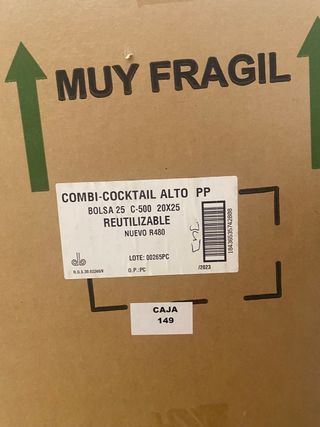 MUY FRAGIL
COMBI-COCKTAIL ALTO PP
BOLSA 25 C-500 20X25
REUTILIZABLE
NUEVO R480
LOTE: 00265PC
O.P.:PC
/2023
CAJA
149